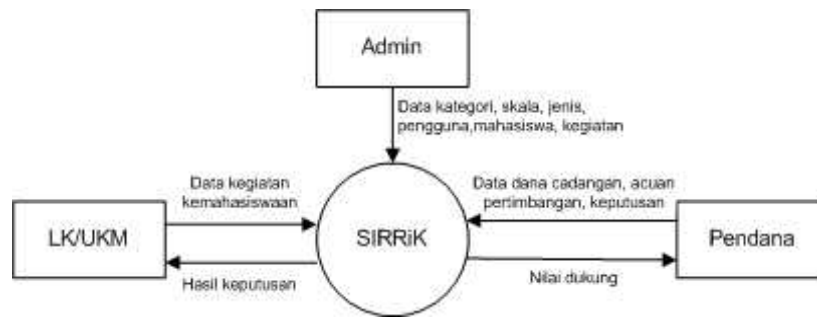 Admin
Data kategori, skala, jenis,
pengguna,mahasiswa, kegiatan
Data kegiatan
kemahasiswaan
Data dana cadangan, acuan
pertimbangan, keputusan
LK/UKM
SIRRiK
Pendana
Hasil keputusan
Nilai dukung